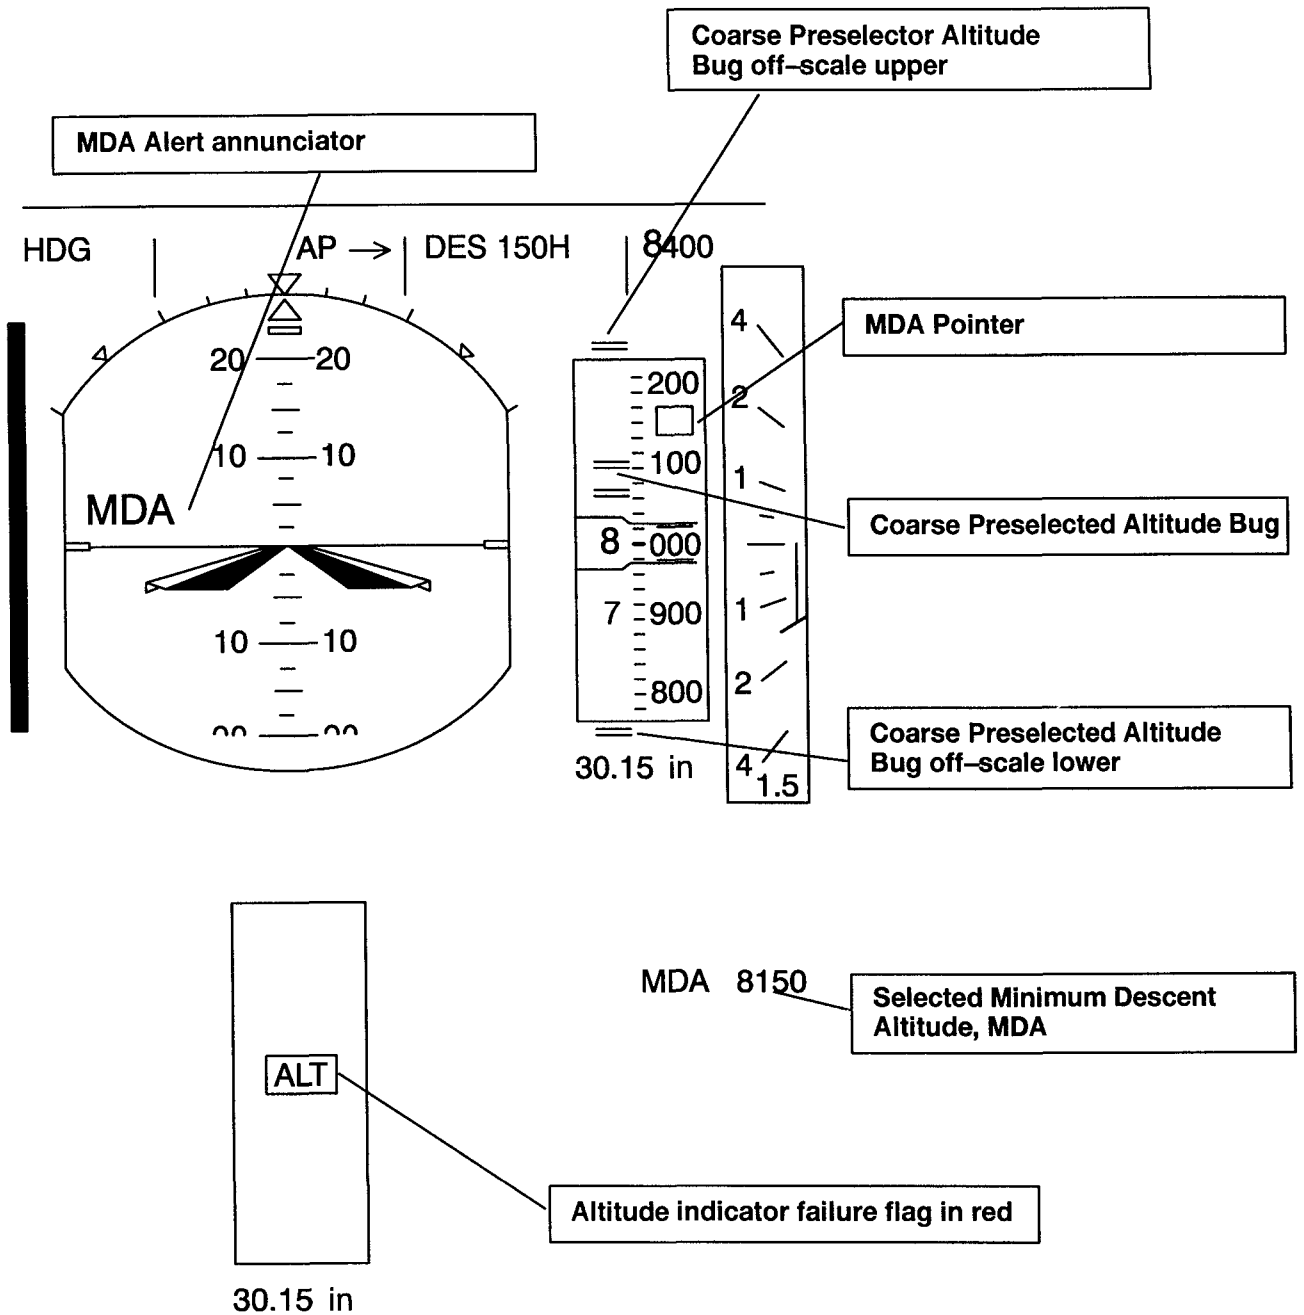 Coarse Preselector Altitude
Bug off–scale upper
MDA Alert annunciator
HDG
AP
DES 150H
8400
4
MDA Pointer
20 20
200
2
10 10
100
1
MDA
Coarse Preselected Altitude Bug
8 000
7 900
1
10 10
800
2
Coarse Preselected Altitude
Bug off–scale lower
30.15 in
4
1.5
MDA 8150
Selected Minimum Descent
Altitude, MDA
ALT
Altitude indicator failure flag in red
30.15 in